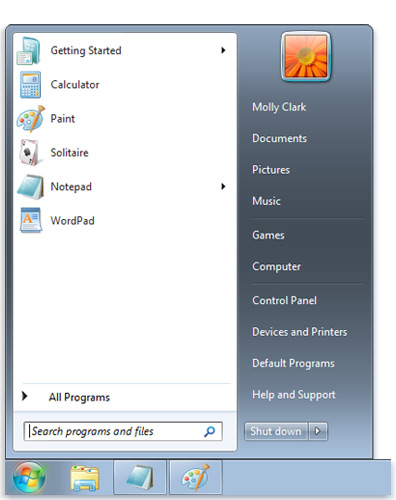 Getting Started
Calculator
Paint
Solitaire
Notepad
WordPad
All Programs
Search programs and files
Molly Clark
Documents
Pictures
Music
Games
Computer
Control Panel
Devices and Printers
Default Programs
Help and Support
Shut down